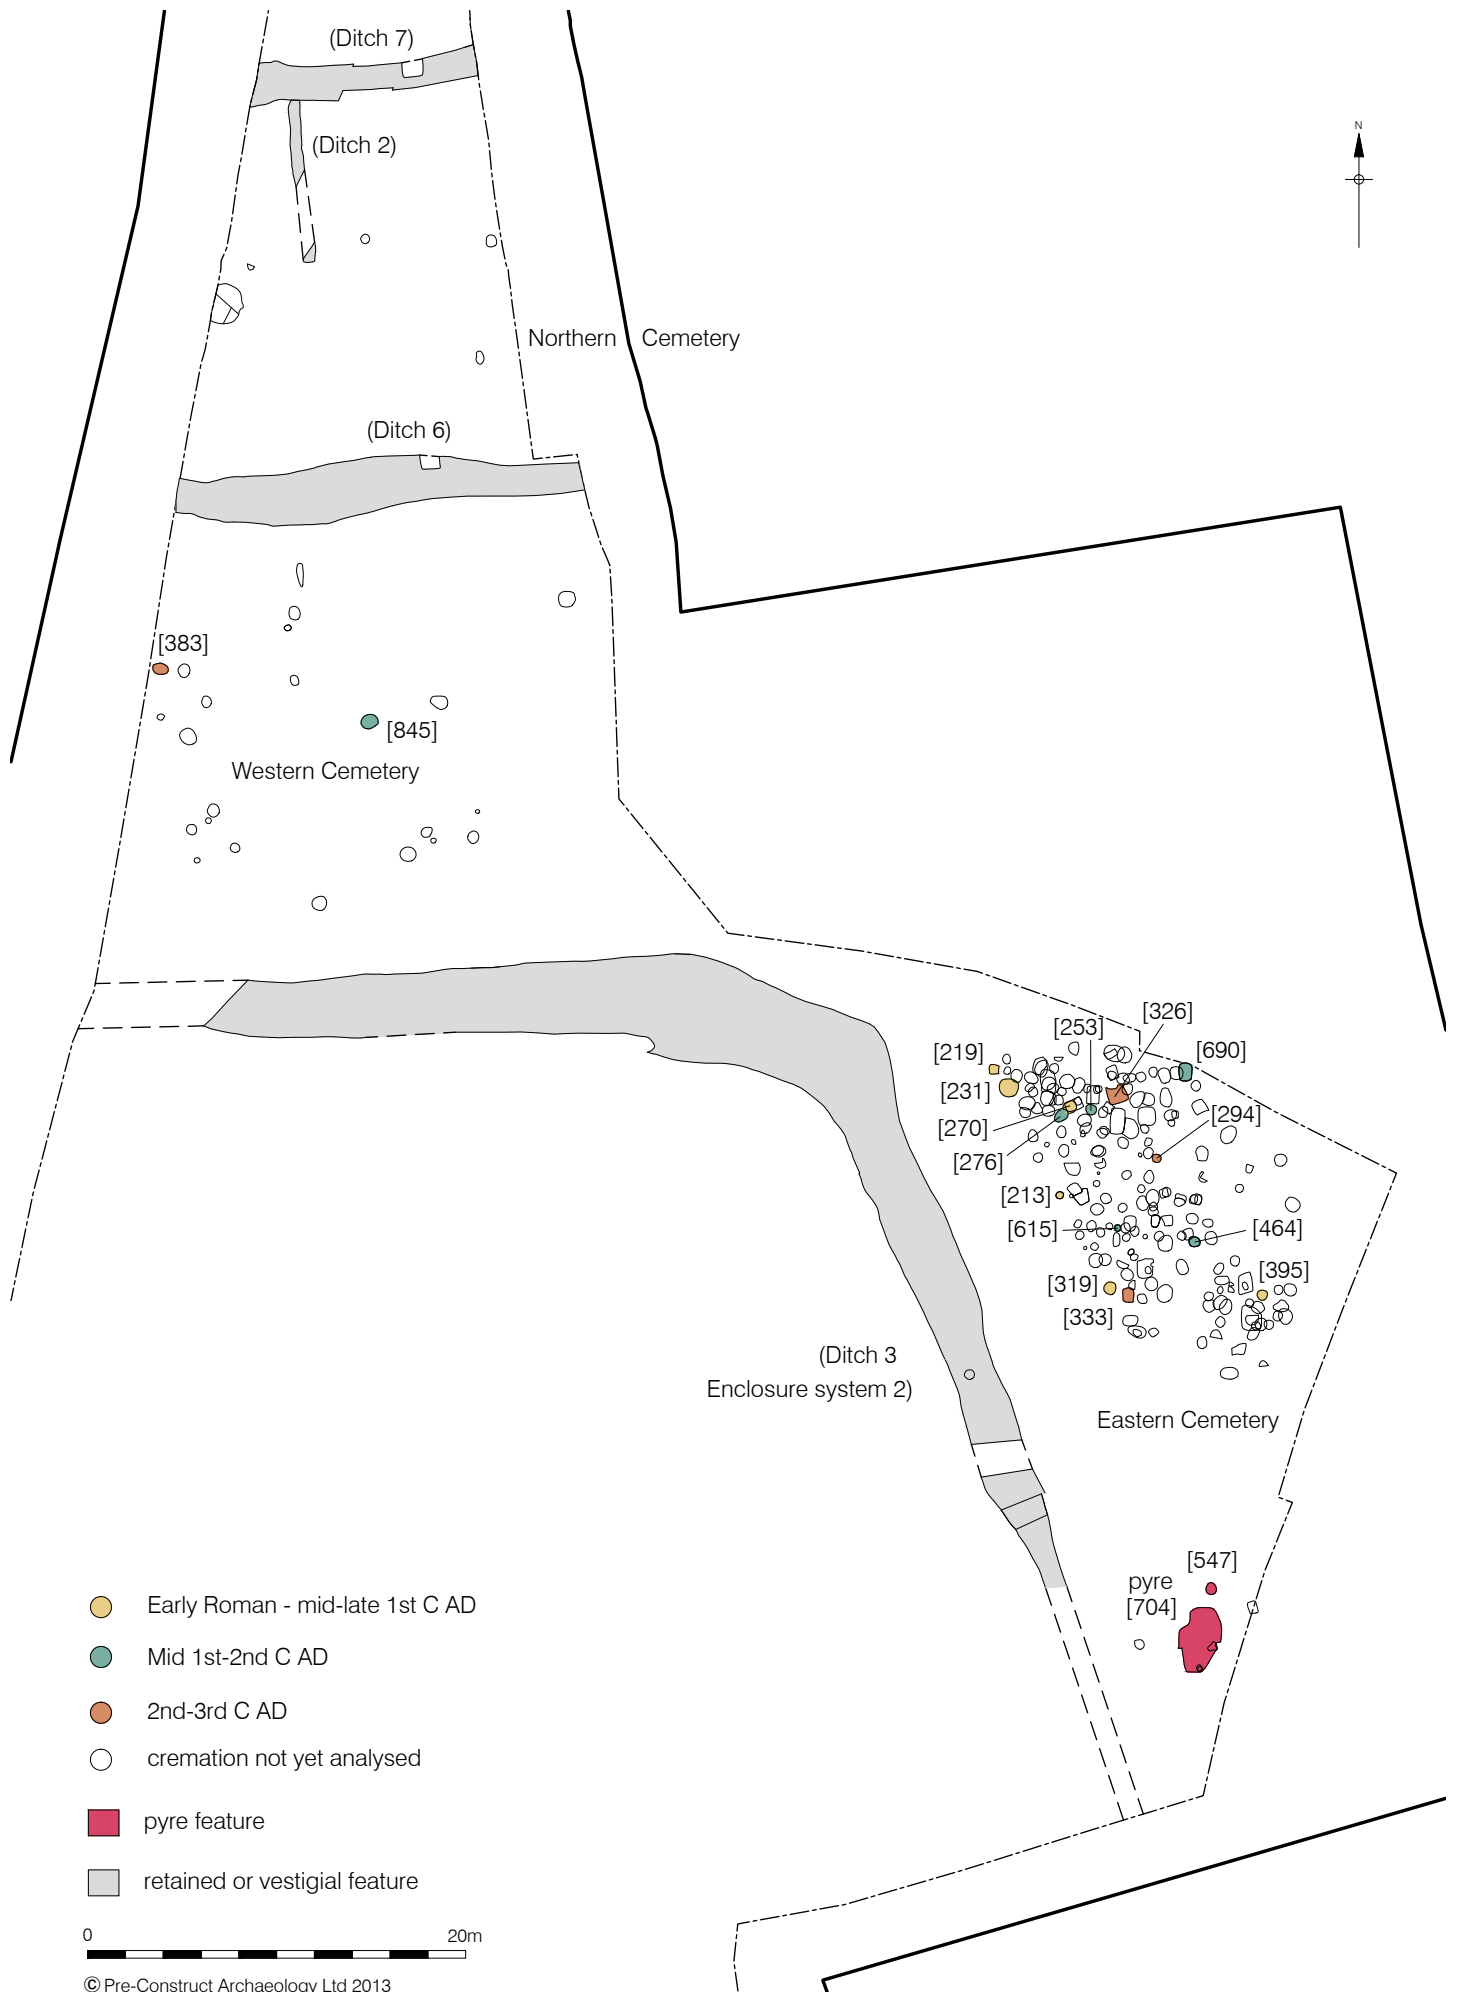 (Ditch 7)
N
(Ditch 2)
Northern Cemetery
(Ditch 6)
[383]
[845]
Western Cemetery
[326]
[253]
[219]
[690]
[231]
[294]
[270]
[276]
[213]
[615]
[464]
[395]
[319]
[333]
(Ditch 3
Enclosure system 2)
Eastern Cemetery
[547]
pyre
[704]
Early Roman - mid-late 1st C AD
Mid 1st-2nd C AD
2nd-3rd C AD
cremation not yet analysed
pyre feature
retained or vestigial feature
0 20m
© Pre-Construct Archaeology Ltd 2013